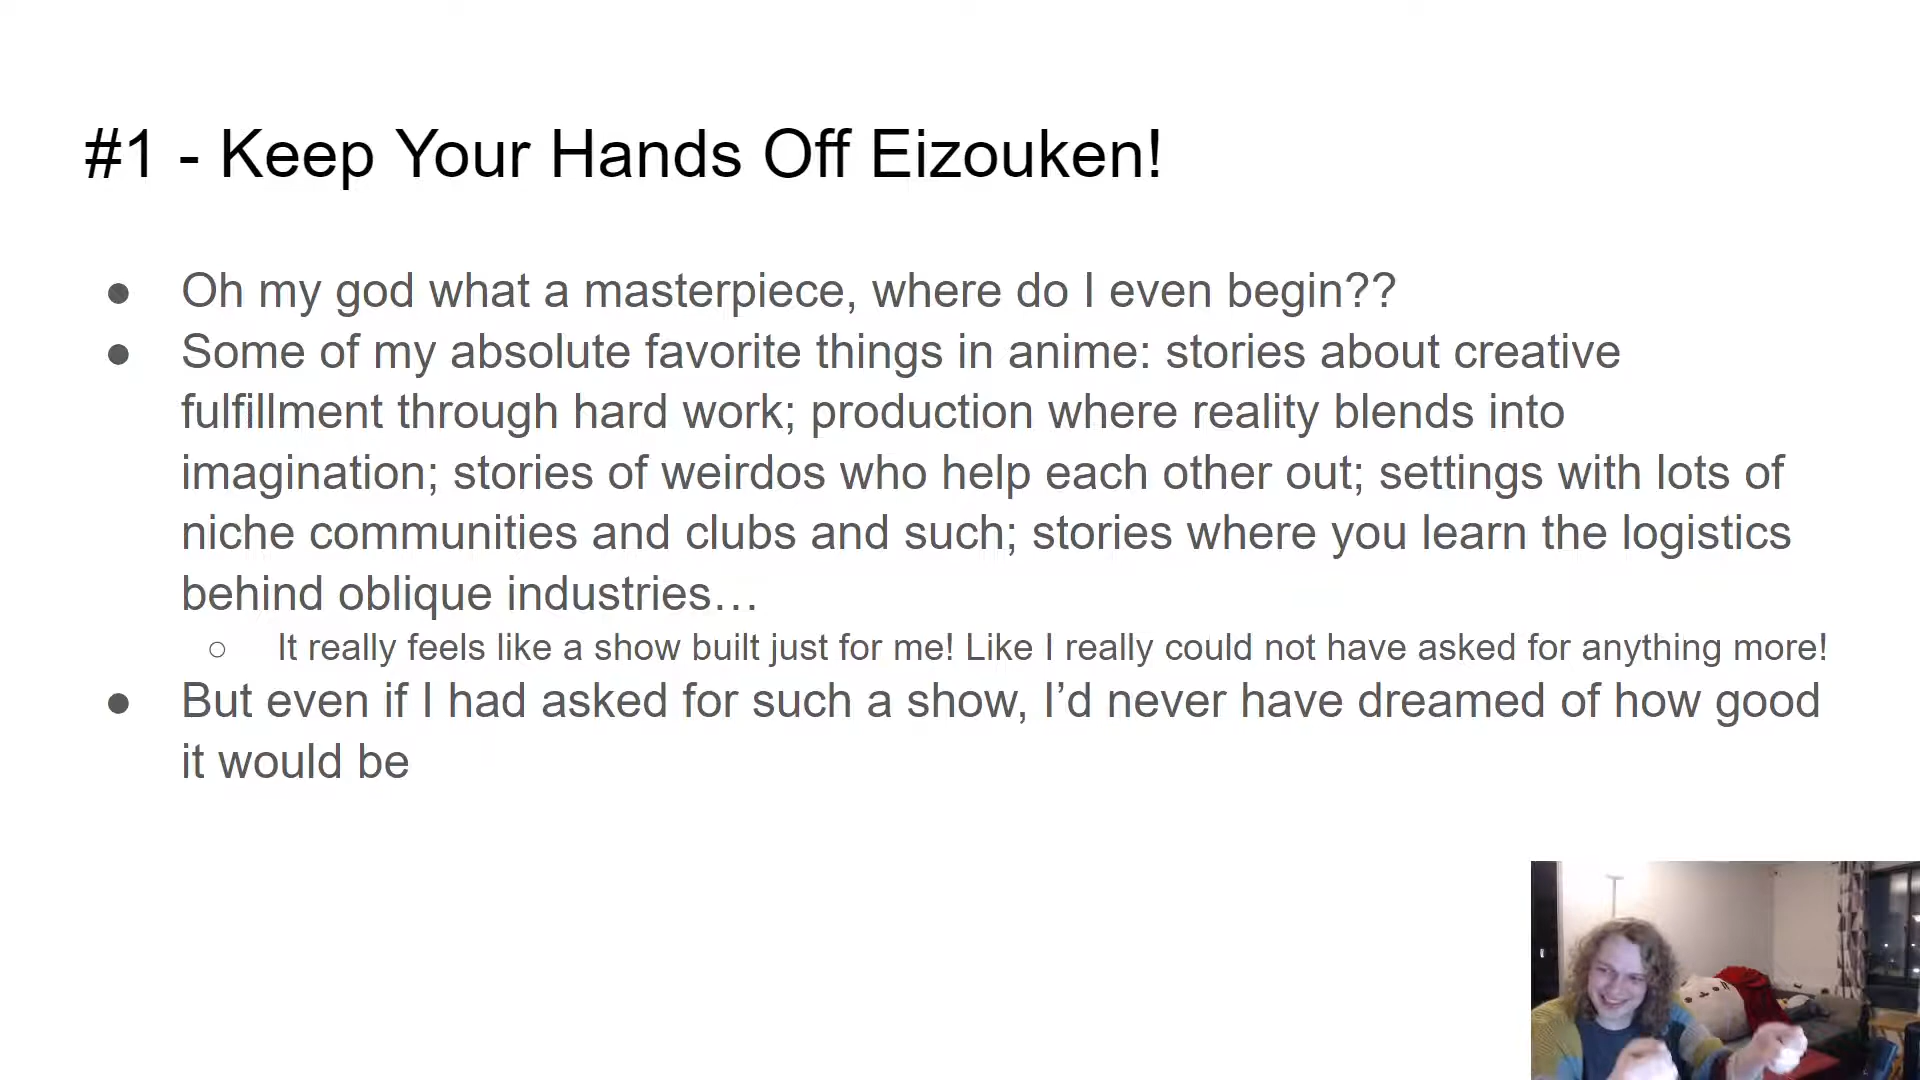 #1 - Keep Your Hands Off Eizouken!
● Oh my god what a masterpiece, where do I even begin??
● Some of my absolute favorite things in anime: stories about creative
fulfillment through hard work; production where reality blends into
imagination; stories of weirdos who help each other out; settings with lots of
niche communities and clubs and such; stories where you learn the logistics
behind oblique industries…
○ It really feels like a show built just for me! Like I really could not have asked for anything more!
● But even if I had asked for such a show, I’d never have dreamed of how good
it would be